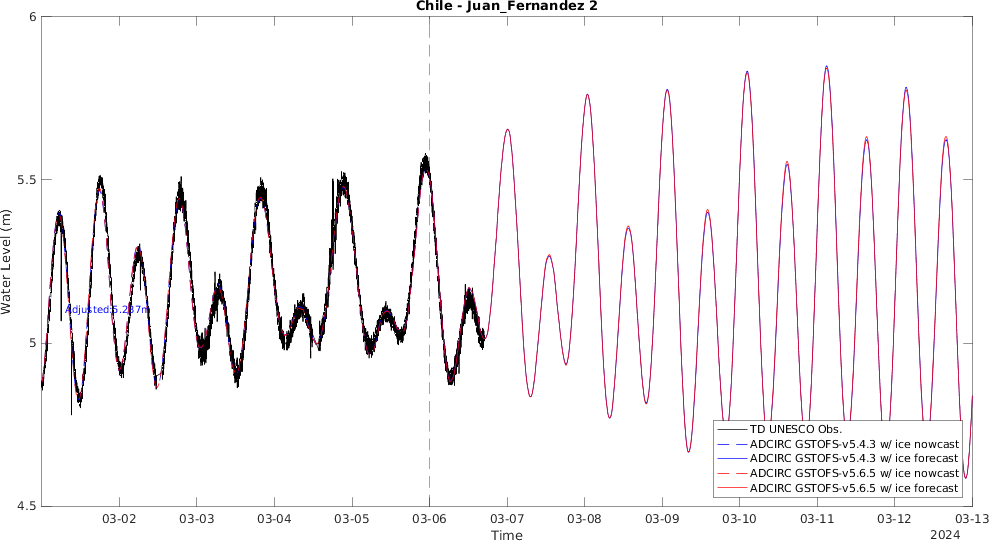 Chile - Juan_Fernandez 2
6
5.5
5
4.5
Water Level (m)
Adjusted:5.237m
TD UNESCO Obs.
ADCIRC GSTOFS-v5.4.3 w/ ice nowcast
ADCIRC GSTOFS-v5.4.3 w/ ice forecast
ADCIRC GSTOFS-v5.6.5 w/ ice nowcast
ADCIRC GSTOFS-v5.6.5 w/ ice forecast
03-02 03-03 03-04 03-05 03-06 03-07 03-08 03-09 03-10 03-11 03-12 03-13
Time
2024